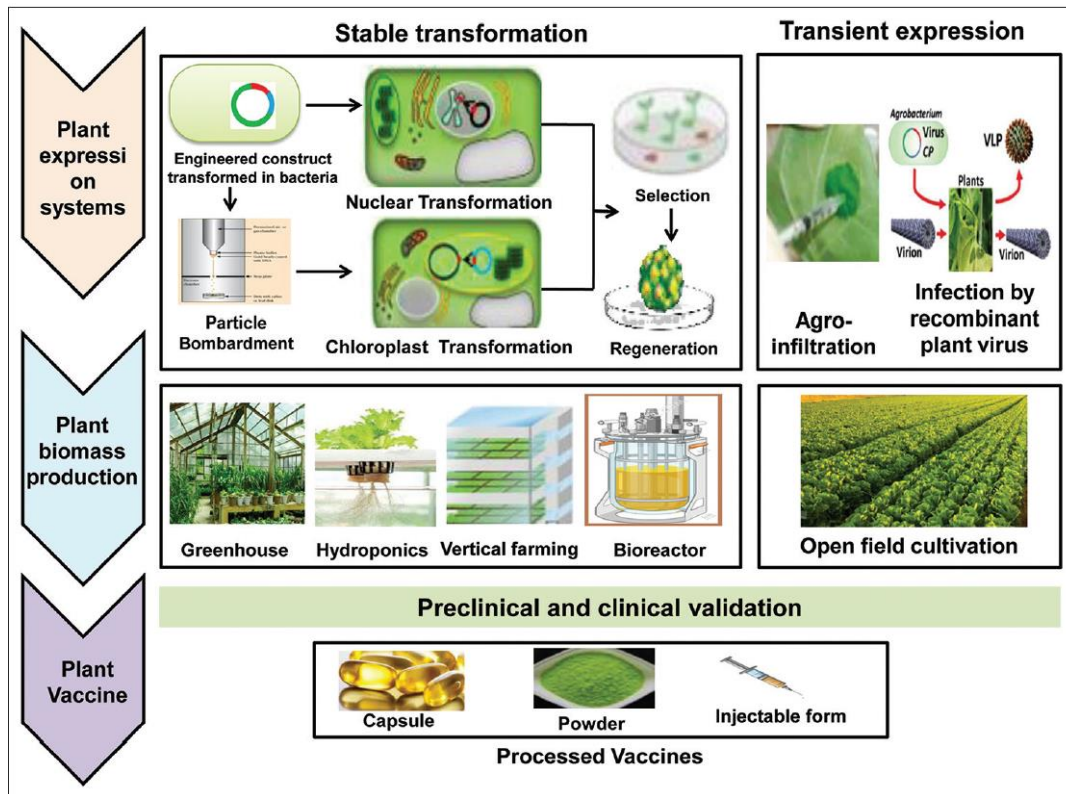 Stable transformation
Transient expression
Plant
expressi
on
systems
Engineered construct
transformed in bacteria
Nuclear Transformation
Particle
Bombardment
Chloroplast Transformation
Selection
Regeneration
Agro-
infiltration
Agrobacterium
Virus
CP
VLP
Plants
Virion
Virion
Infection by
recombinant
plant virus
Plant
biomass
production
Greenhouse
Hydroponics
Vertical farming
Bioreactor
Open field cultivation
Plant
Vaccine
Preclinical and clinical validation
Capsule
Powder
Injectable form
Processed Vaccines